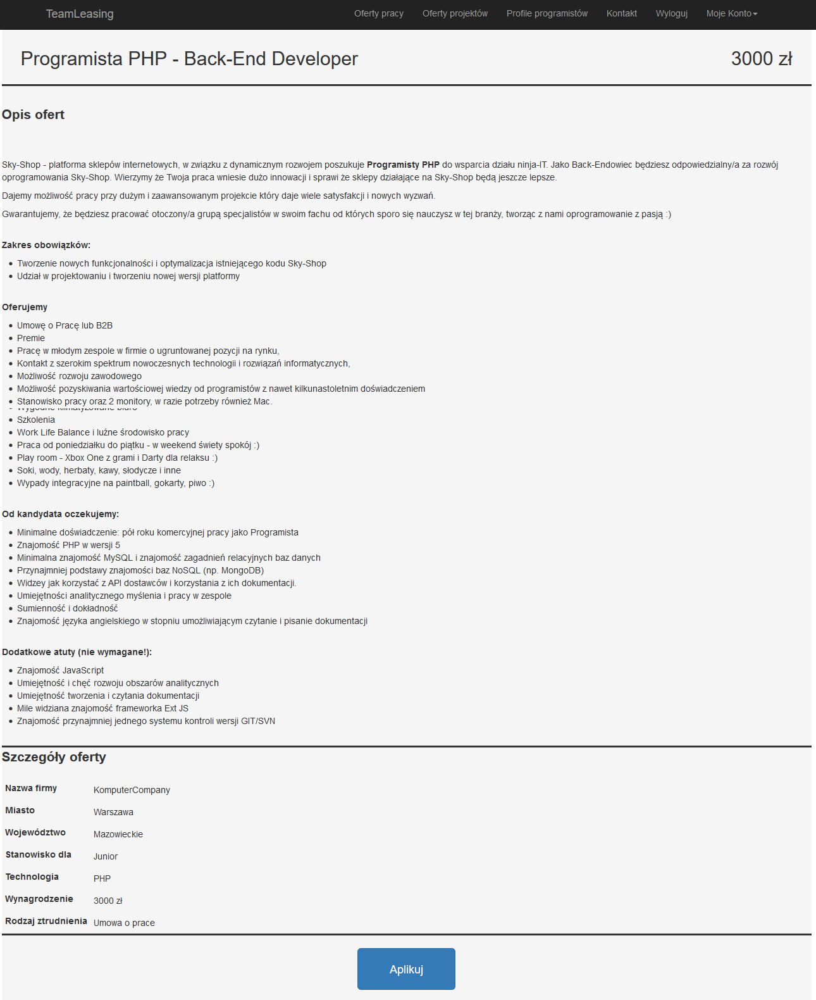 TeamLeasing Oferty pracy Oferty projektów Profile programistów Kontakt Wyloguj Moje Konto
Programista PHP - Back-End Developer 3000 zł
Opis ofert
Sky-Shop - platforma sklepów internetowych, w związku z dynamicznym rozwojem poszukuje Programisty PHP do wsparcia działu ninja-IT. Jako Back-Endowiec będziesz odpowiedzialny/a za rozwój
oprogramowania Sky-Shop. Wierzymy że Twoja praca wniesie dużo innowacji i sprawi że sklepy działające na Sky-Shop będą jeszcze lepsze.
Dajemy możliwość pracy przy dużym i zaawansowanym projekcie który daje wiele satysfakcji i nowych wyzwań.
Gwarantujemy, że będziesz pracować otoczony/a grupą specjalistów w swoim fachu od których sporo się nauczysz w tej branży, tworząc z nami oprogramowanie z pasją :)
Zakres obowiązków:
• Tworzenie nowych funkcjonalności i optymalizacja istniejącego kodu Sky-Shop
• Udział w projektowaniu i tworzeniu nowej wersji platformy
Oferujemy
• Umowę o Pracę lub B2B
• Premie
• Pracę w młodym zespole w firmie o ugruntowanej pozycji na rynku,
• Kontakt z szerokim spektrum nowoczesnych technologii i rozwiązań informatycznych,
• Możliwość rozwoju zawodowego
• Możliwość pozyskiwania wartościowej wiedzy od programistów z nawet kilkunastoletnim doświadczeniem
• Stanowisko pracy oraz 2 monitory, w razie potrzeby również Mac.
• Wygodne klimatyzowane biuro
• Szkolenia
• Work Life Balance i luźne środowisko pracy
• Praca od poniedziałku do piątku - w weekend świety spokój :)
• Play room - Xbox One z grami i Darty dla relaksu :)
• Soki, wody, herbaty, kawy, słodycze i inne
• Wypady integracyjne na paintball, gokarty, piwo :)
Od kandydata oczekujemy:
• Minimalne doświadczenie: pół roku komercyjnej pracy jako Programista
• Znajomość PHP w wersji 5
• Minimalna znajomość MySQL i znajomość zagadnień relacyjnych baz danych
• Przynajmniej podstawy znajomości baz NoSQL (np. MongoDB)
• Widzey jak korzystać z API dostawców i korzystania z ich dokumentacji.
• Umiejętności analitycznego myślenia i pracy w zespole
• Sumienność i dokładność
• Znajomość języka angielskiego w stopniu umożliwiającym czytanie i pisanie dokumentacji
Dodatkowe atuty (nie wymagane!):
• Znajomość JavaScript
• Umiejętność i chęć rozwoju obszarów analitycznych
• Umiejętność tworzenia i czytania dokumentacji
• Mile widziana znajomość frameworka Ext JS
• Znajomość przynajmniej jednego systemu kontroli wersji GIT/SVN
Szczegóły oferty
Nazwa firmy KomputerCompany
Miasto Warszawa
Województwo Mazowieckie
Stanowisko dla Junior
Technologia PHP
Wynagrodzenie 3000 zł
Rodzaj ztrudnienia Umowa o prace
Aplikuj